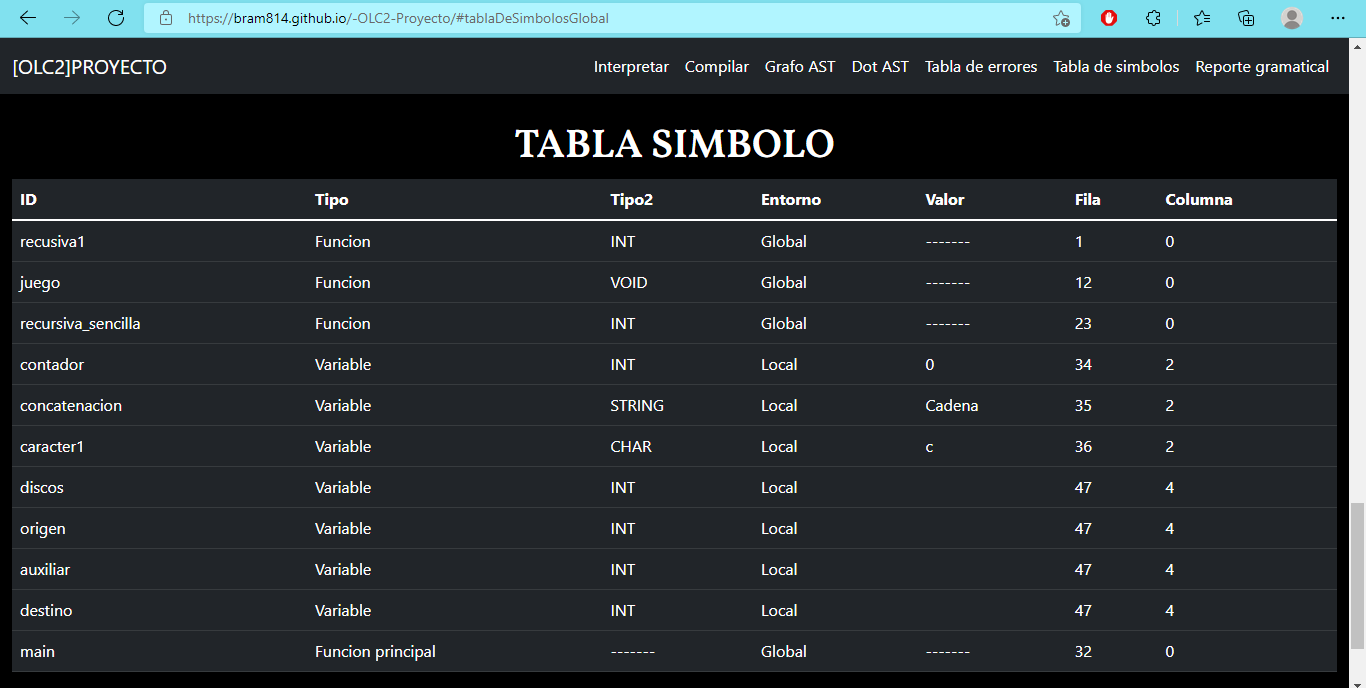 https://bram814.github.io/-OLC2-Proyecto/#tablaDeSimbolosGlobal
[OLC2]PROYECTO Interpretar Compilar Grafo AST Dot AST Tabla de errores Tabla de simbolos Reporte gramatical
TABLA SIMBOLO
ID Tipo Tipo2 Entorno Valor Fila Columna
recusiva1 Funcion INT Global ------- 1 0
juego Funcion VOID Global ------- 12 0
recursiva_sencilla Funcion INT Global ------- 23 0
contador Variable INT Local 0 34 2
concatenacion Variable STRING Local Cadena 35 2
caracter1 Variable CHAR Local c 36 2
discos Variable INT Local 47 4
origen Variable INT Local 47 4
auxiliar Variable INT Local 47 4
destino Variable INT Local 47 4
main Funcion principal ------- Global ------- 32 0